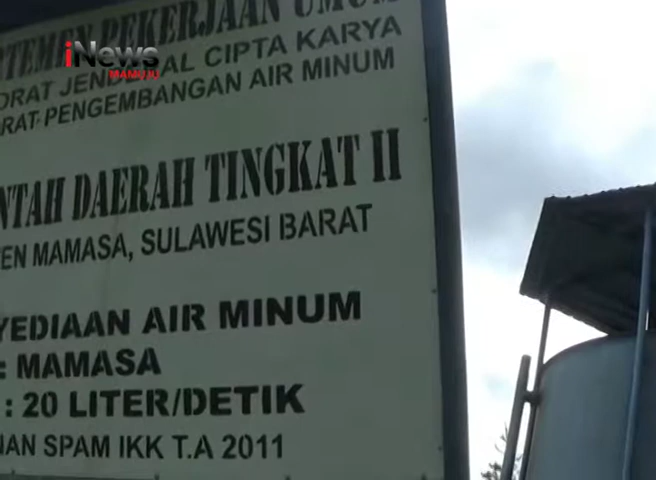 TEMEN PEKERJAAN UMUM
ORAT JENDERAL CIPTA KARYA
RAT PENGEMBANGAN AIR MINUM
iNews
MAMUJU
NTAH DAERAH TINGKAT II
EN MAMASA, SULAWESI BARAT
YEDIAAN AIR MINUM
: MAMASA
: 20 LITER/DETIK
NAN SPAM IKK T.A 2011